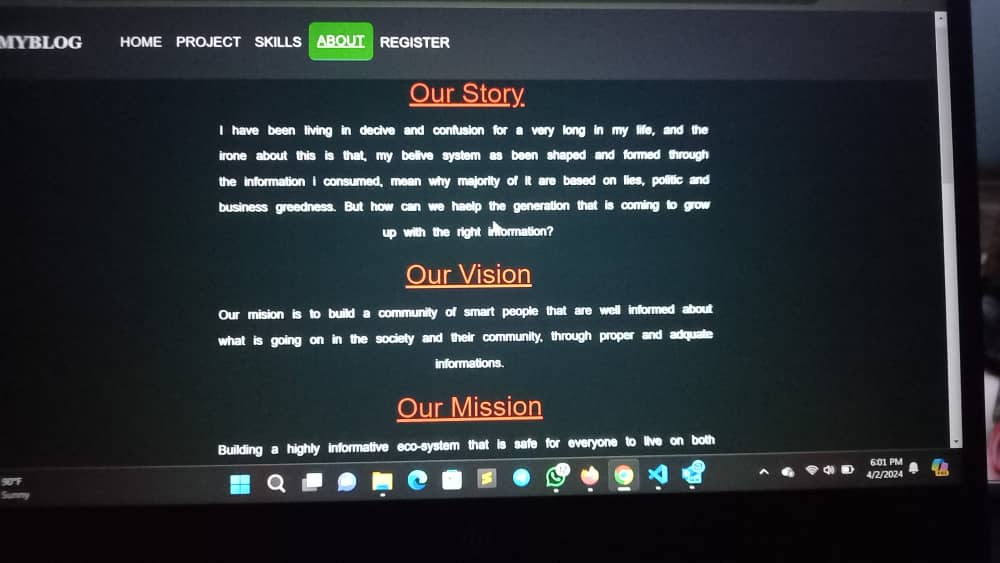 MYBLOG HOME PROJECT SKILLS ABOUT REGISTER
Our Story
I have been living in decive and confusion for a very long in my life, and the
irone about this is that, my belive system as been shaped and formed through
the information i consumed, mean why majority of it are based on lies, politic and
business greedness. But how can we haelp the generation that is coming to grow
up with the right information?
Our Vision
Our mision is to build a community of smart people that are well informed about
what is going on in the society and their community, through proper and adquate
informations.
Our Mission
Building a highly informative eco-system that is safe for everyone to live on both
90°F
Sunny
6:01 PM
4/2/2024